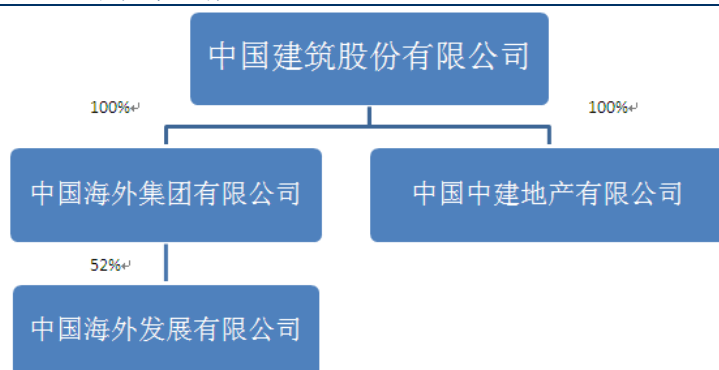 中国建筑股份有限公司
100%↵
100%↵
中国海外集团有限公司
中国中建地产有限公司
52%↵
中国海外发展有限公司